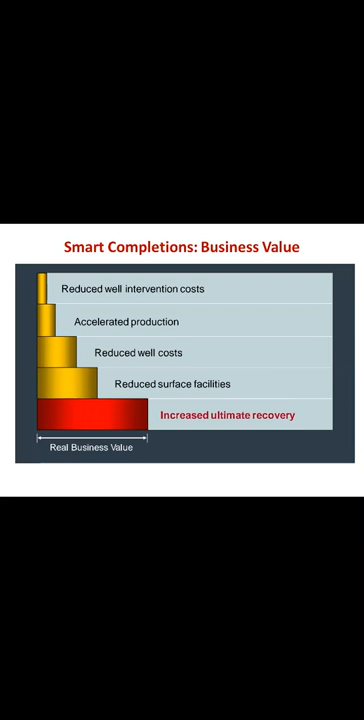 Smart Completions: Business Value
Reduced well intervention costs
Accelerated production
Reduced well costs
Reduced surface facilities
Increased ultimate recovery
Real Business Value